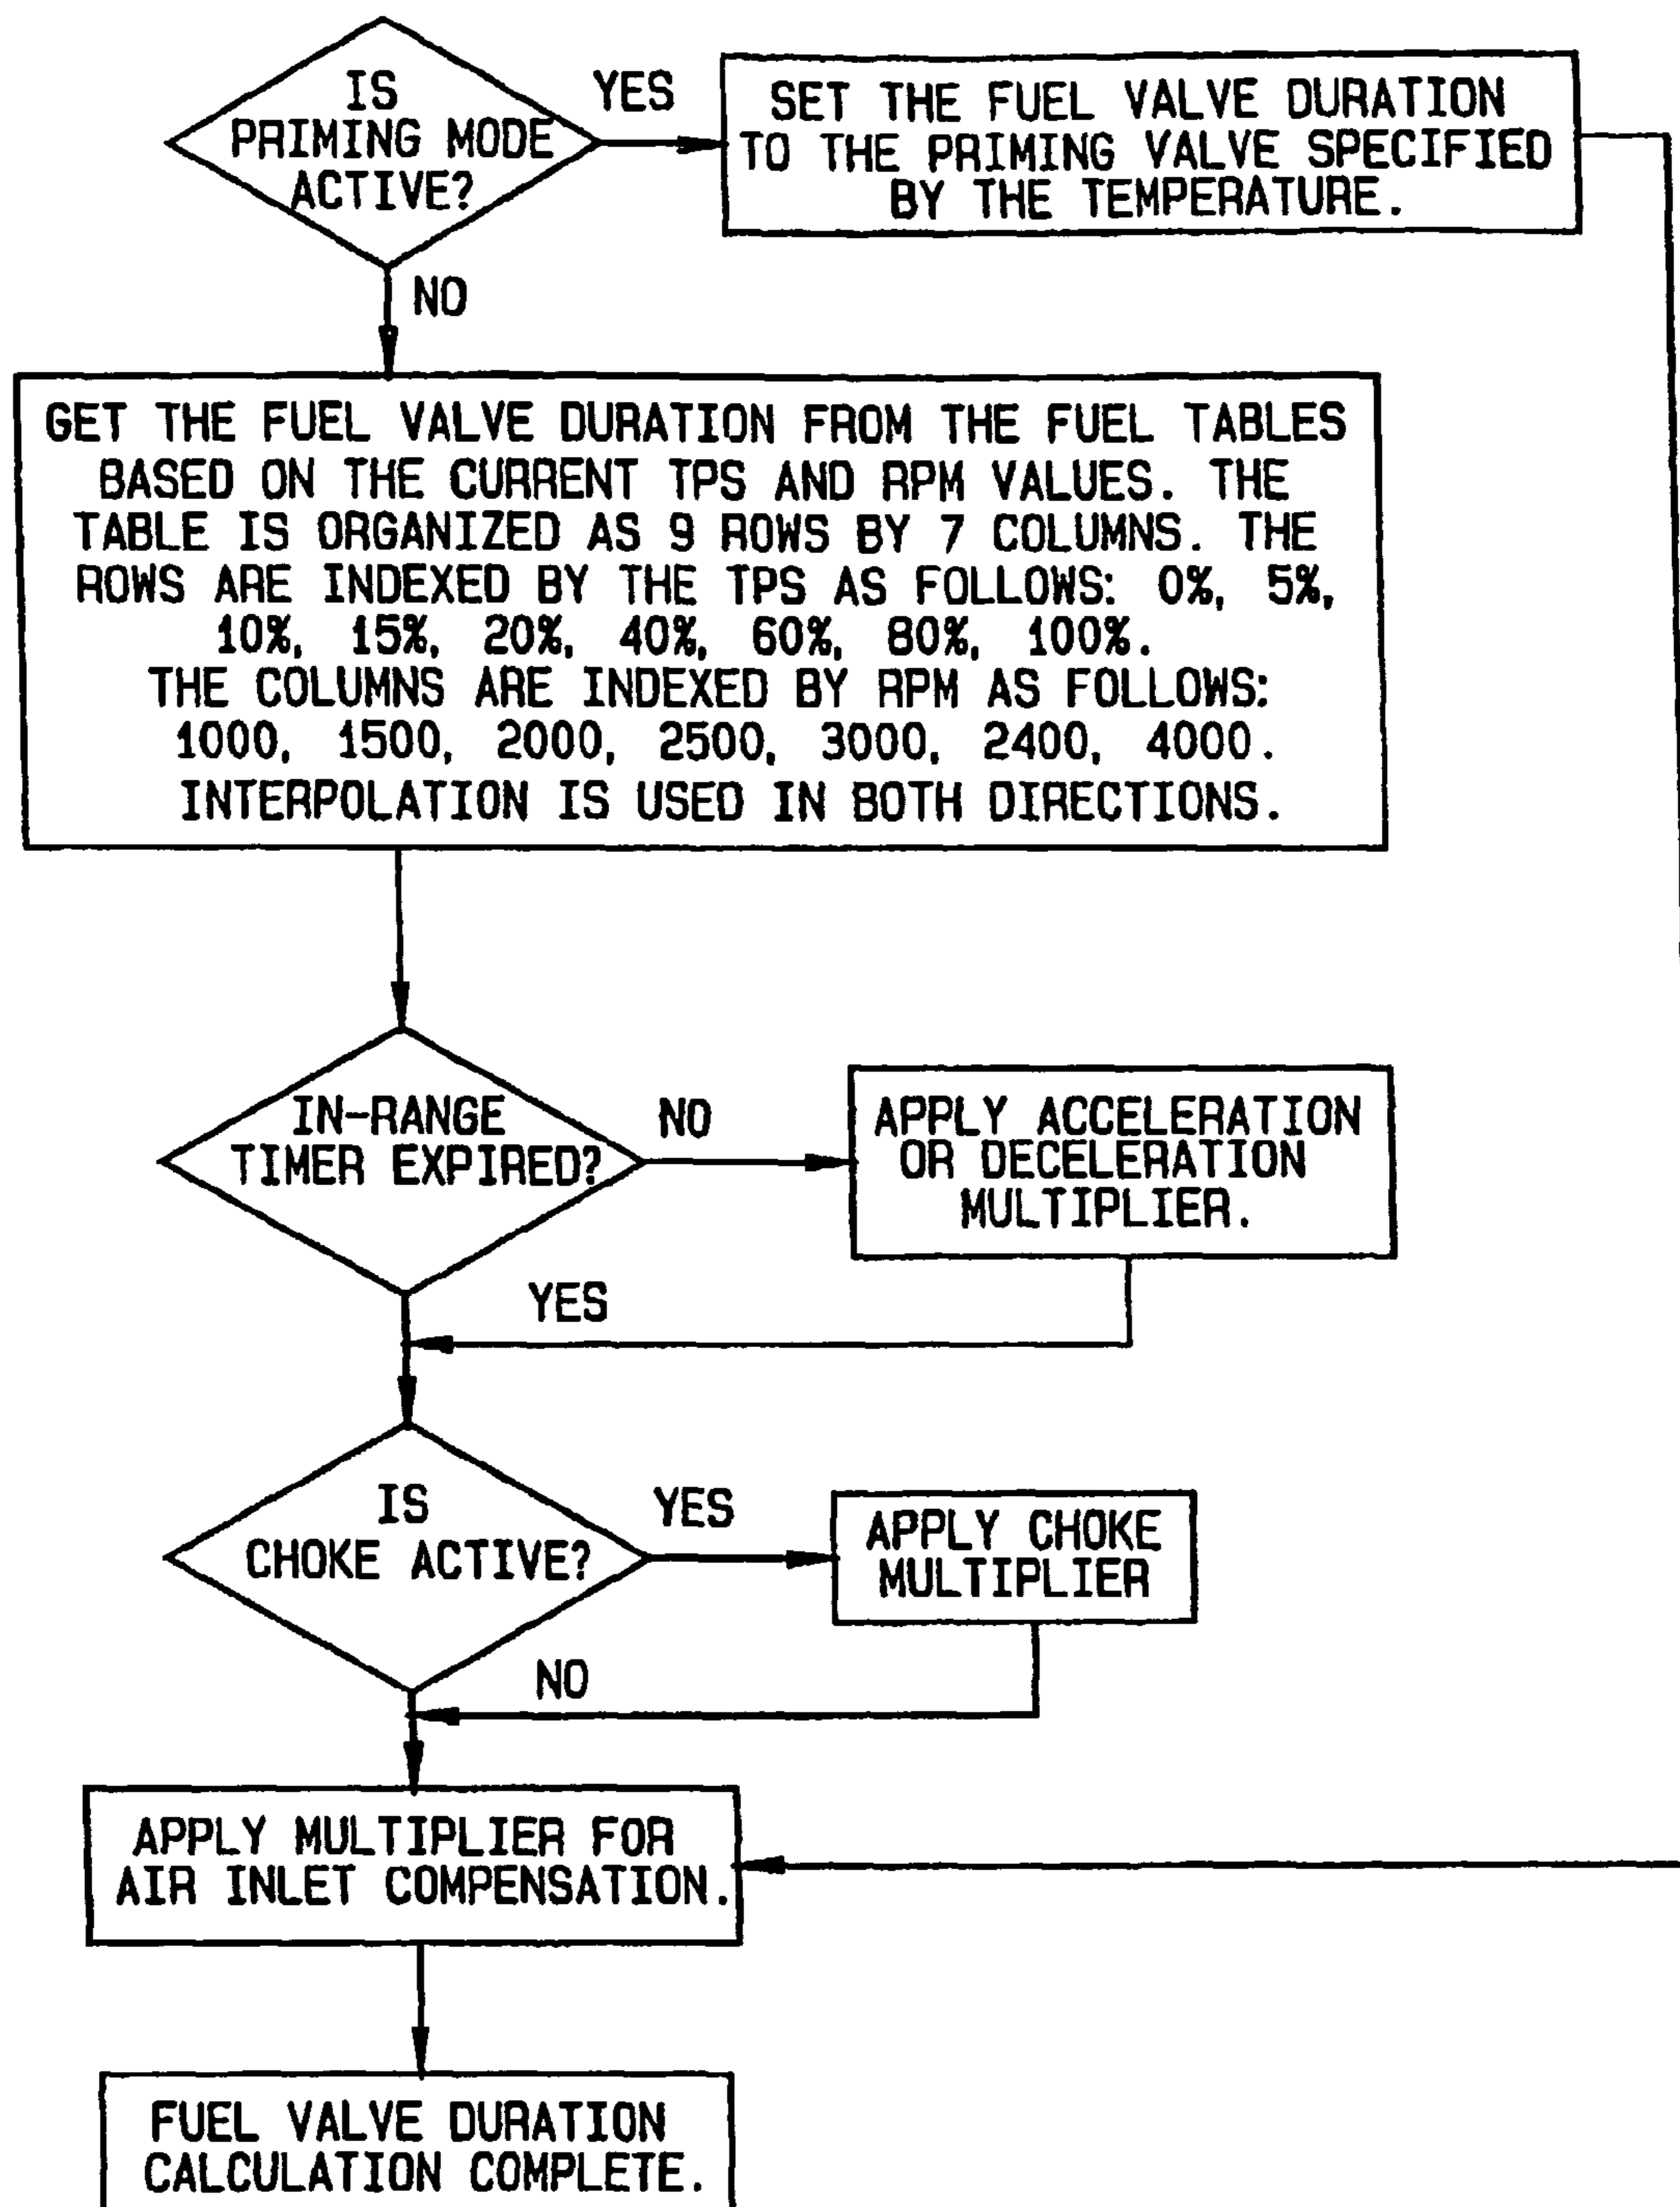 IS
PRIMING MODE
ACTIVE?
YES
SET THE FUEL VALVE DURATION
TO THE PRIMING VALVE SPECIFIED
BY THE TEMPERATURE.
NO
GET THE FUEL VALVE DURATION FROM THE FUEL TABLES
BASED ON THE CURRENT TPS AND RPM VALUES. THE
TABLE IS ORGANIZED AS 9 ROWS BY 7 COLUMNS. THE
ROWS ARE INDEXED BY THE TPS AS FOLLOWS: 0%, 5%,
10%, 15%, 20%, 40%, 60%, 80%, 100%.
THE COLUMNS ARE INDEXED BY RPM AS FOLLOWS:
1000, 1500, 2000, 2500, 3000, 2400, 4000.
INTERPOLATION IS USED IN BOTH DIRECTIONS.
IN-RANGE
TIMER EXPIRED?
NO
APPLY ACCELERATION
OR DECELERATION
MULTIPLIER.
YES
IS
CHOKE ACTIVE?
YES
APPLY CHOKE
MULTIPLIER
NO
APPLY MULTIPLIER FOR
AIR INLET COMPENSATION.
FUEL VALVE DURATION
CALCULATION COMPLETE.